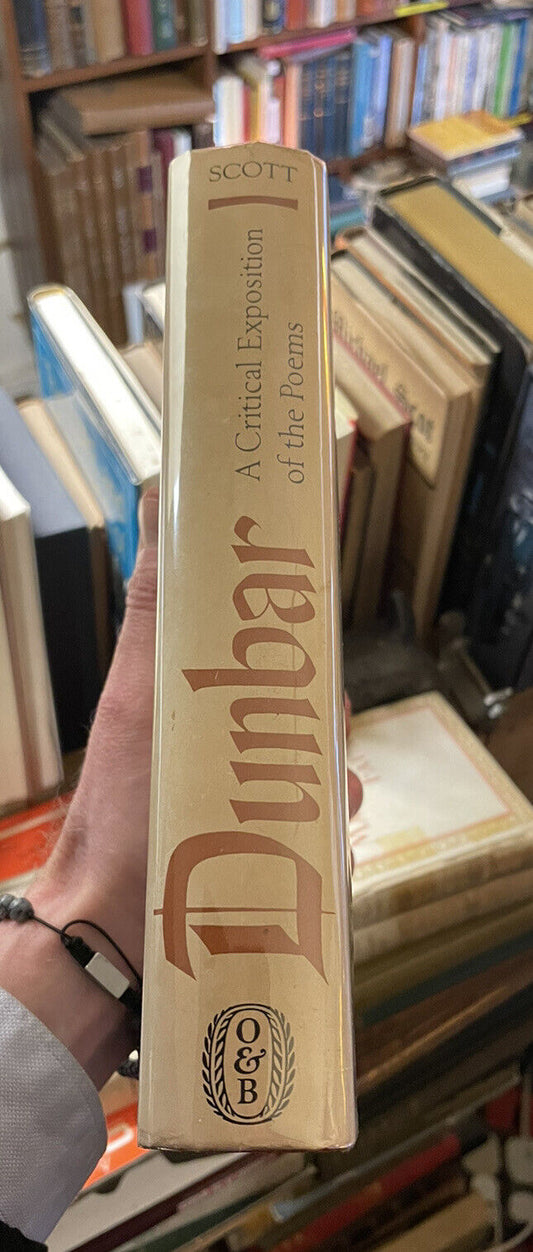 SCOTT
Dunbar
A Critical Exposition
of the Poems
O
&
B